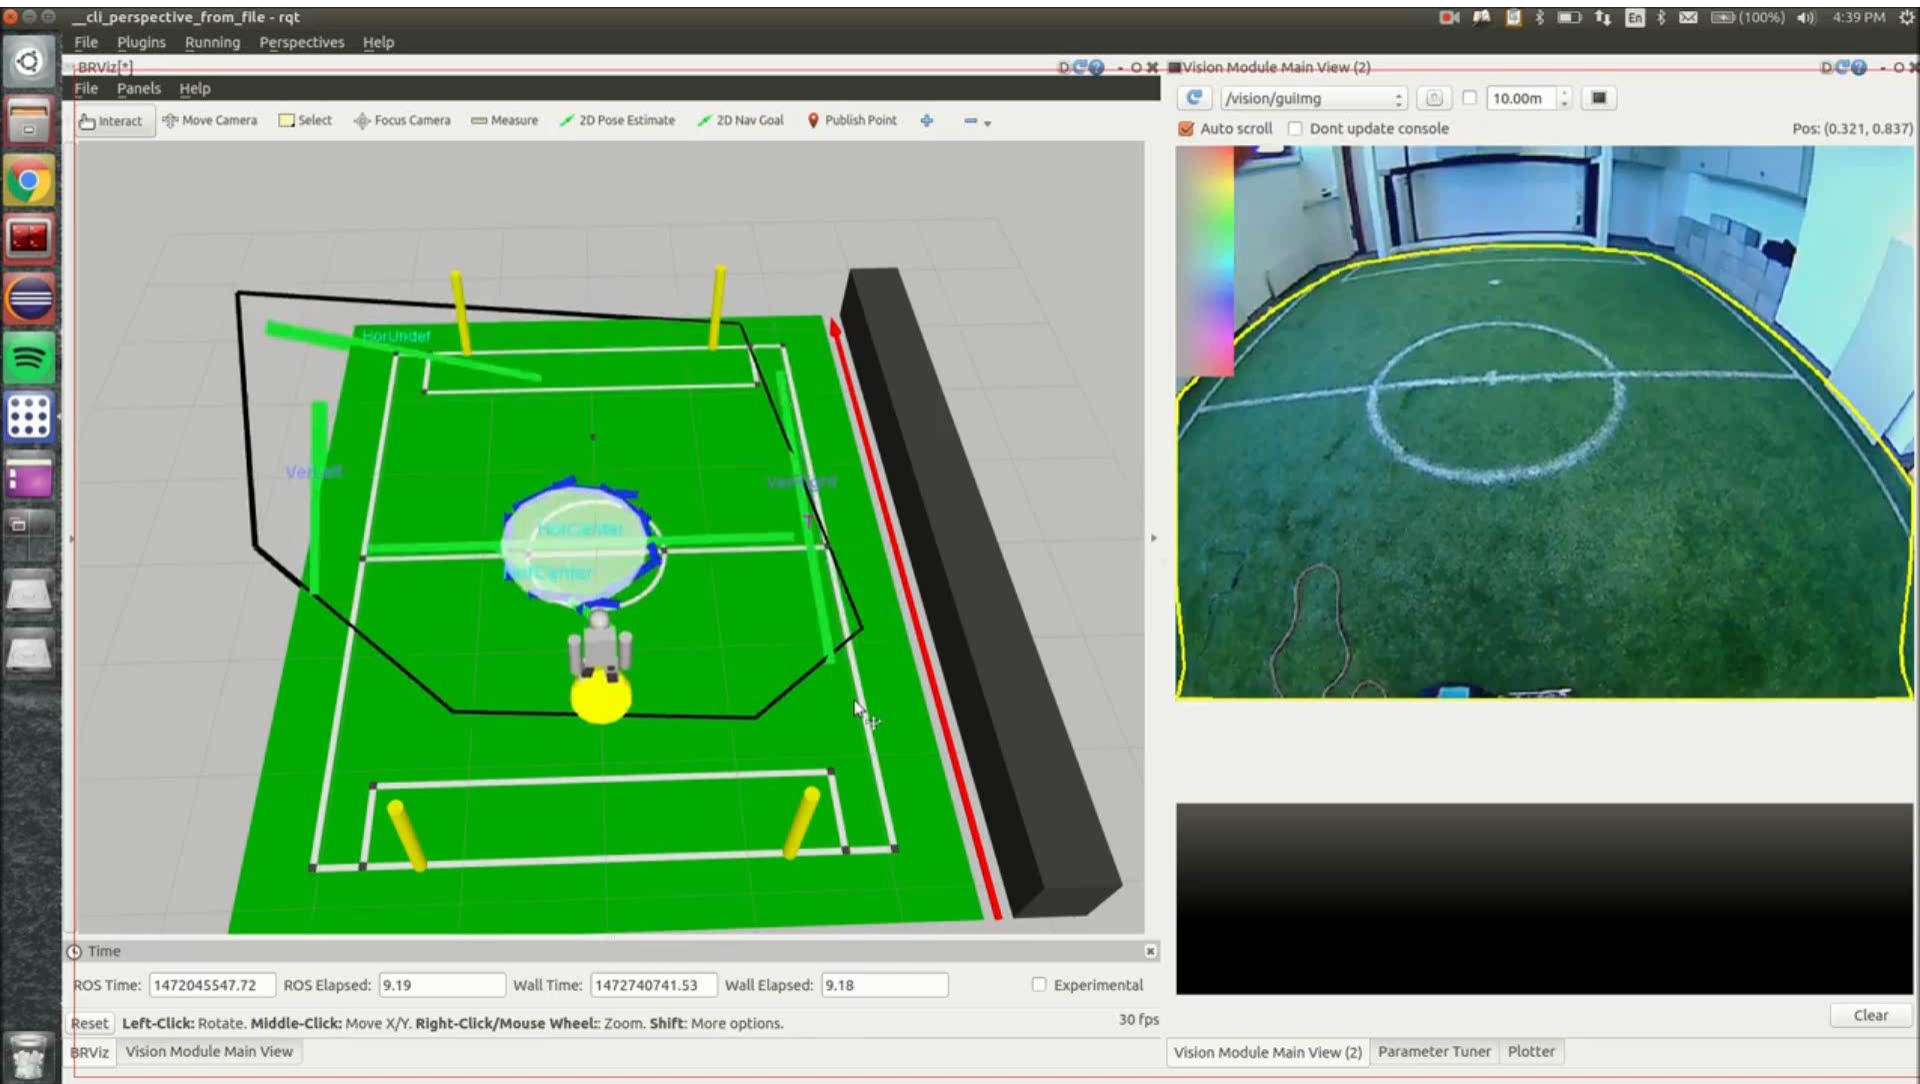 __cli_perspective_from_file - rqt
En
(100%)
4:39 PM
File Plugins Running Perspectives Help
BRViz[*]
D
- O
Vision Module Main View (2)
D
- O
File Panels Help
/vision/guiImg
10.00m
Interact Move Camera Select Focus Camera Measure 2D Pose Estimate 2D Nav Goal Publish Point
Auto scroll Dont update console Pos: (0.321, 0.837)
HorUndef
HorCenter
T
Time
ROS Time: 1472045547.72 ROS Elapsed: 9.19 Wall Time: 1472740741.53 Wall Elapsed: 9.18 Experimental
Reset Left-Click: Rotate. Middle-Click: Move X/Y. Right-Click/Mouse Wheel:: Zoom. Shift: More options. 30 fps
Clear
BRViz Vision Module Main View
Vision Module Main View (2) Parameter Tuner Plotter